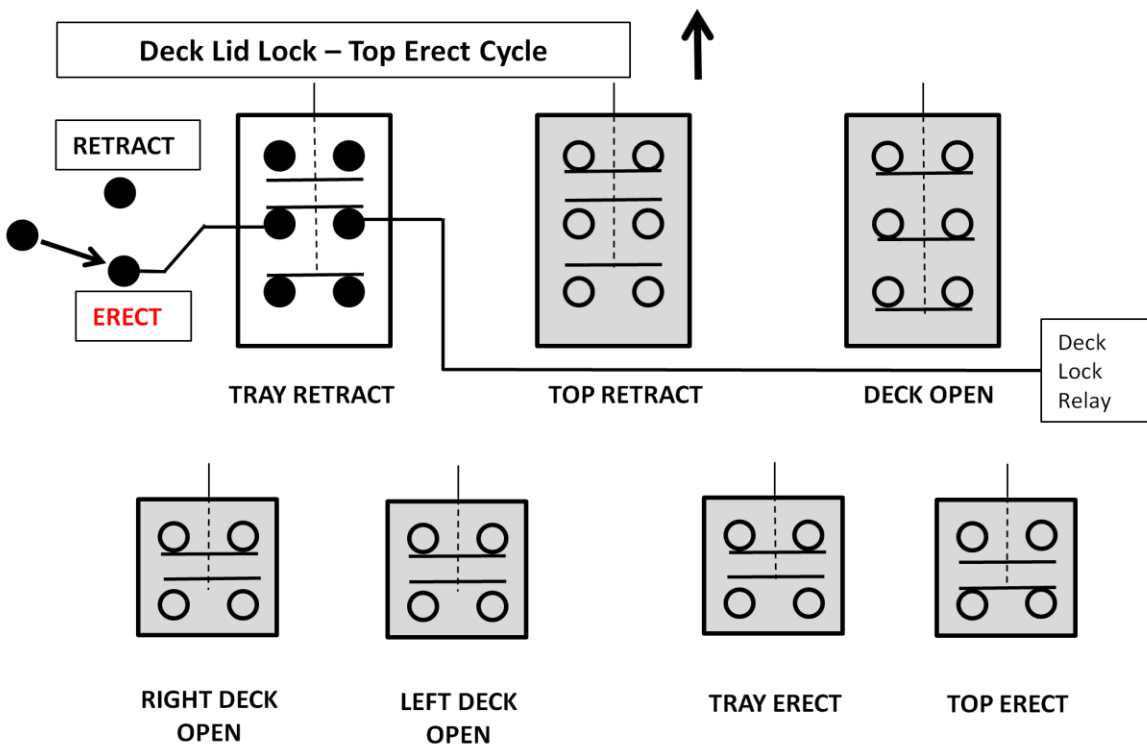 Deck Lid Lock – Top Erect Cycle
RETRACT
ERECT
TRAY RETRACT
TOP RETRACT
DECK OPEN
Deck
Lock
Relay
RIGHT DECK
OPEN
LEFT DECK
OPEN
TRAY ERECT
TOP ERECT